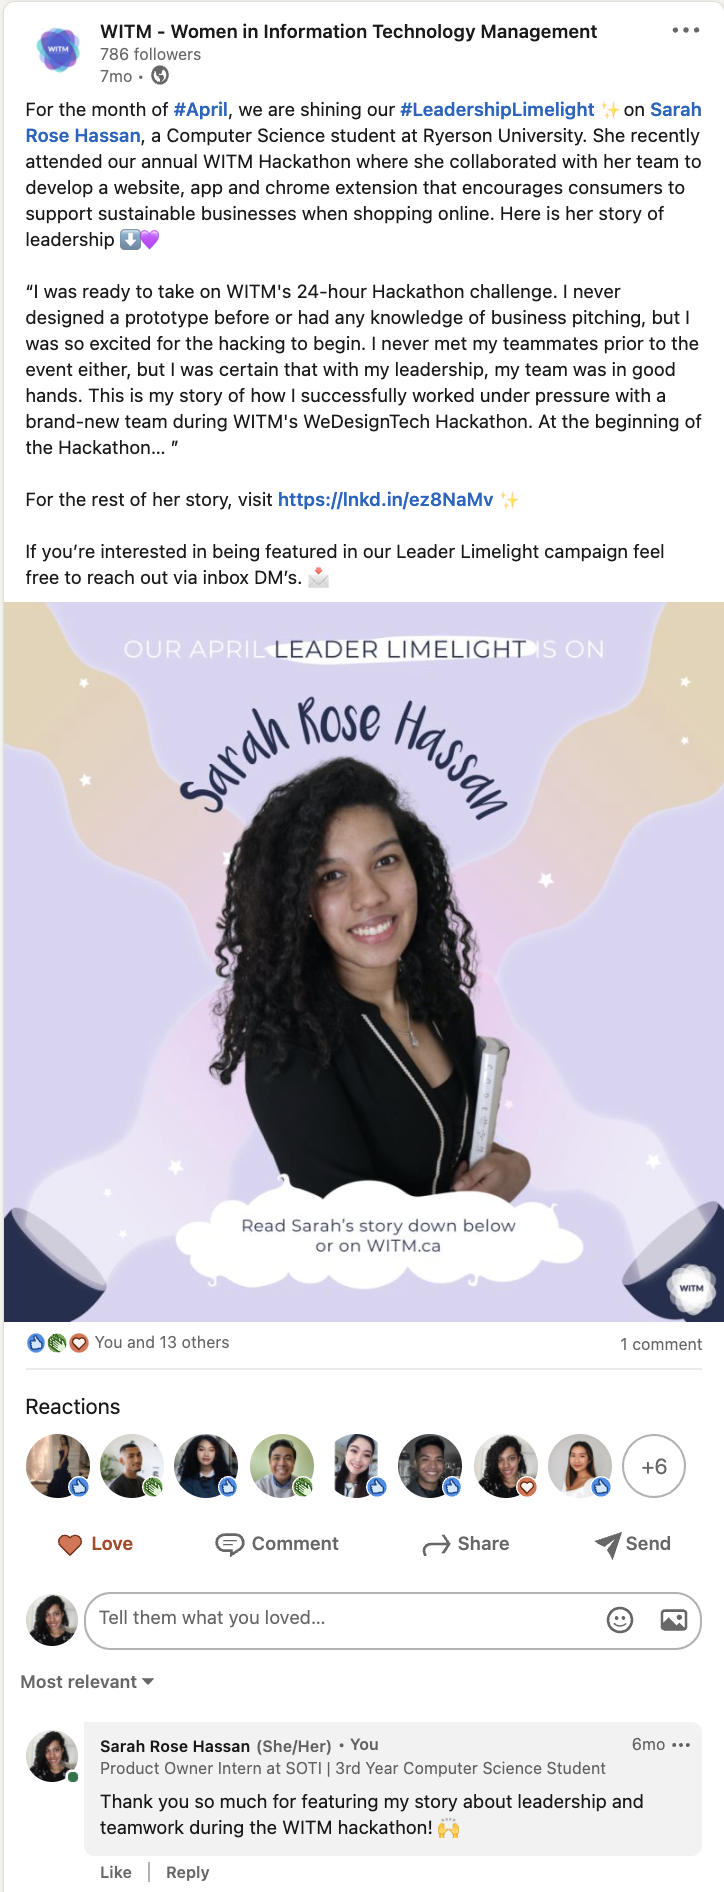 WITM
WITM - Women in Information Technology Management
786 followers
7mo •
For the month of #April, we are shining our #LeadershipLimelight ✨ on Sarah
Rose Hassan, a Computer Science student at Ryerson University. She recently
attended our annual WITM Hackathon where she collaborated with her team to
develop a website, app and chrome extension that encourages consumers to
support sustainable businesses when shopping online. Here is her story of
leadership ⬇️💜
“I was ready to take on WITM's 24-hour Hackathon challenge. I never
designed a prototype before or had any knowledge of business pitching, but I
was so excited for the hacking to begin. I never met my teammates prior to the
event either, but I was certain that with my leadership, my team was in good
hands. This is my story of how I successfully worked under pressure with a
brand-new team during WITM's WeDesignTech Hackathon. At the beginning of
the Hackathon... ”
For the rest of her story, visit https://lnkd.in/ez8NaMv ✨
If you’re interested in being featured in our Leader Limelight campaign feel
free to reach out via inbox DM’s. 📩
OUR APRIL LEADER LIMELIGHT IS ON
Sarah Rose Hassan
Read Sarah's story down below
or on WITM.ca
WITM
You and 13 others
1 comment
Reactions
+6
Love Comment Share Send
Tell them what you loved...
Most relevant
Sarah Rose Hassan (She/Her) • You
6mo
Product Owner Intern at SOTI | 3rd Year Computer Science Student
Thank you so much for featuring my story about leadership and
teamwork during the WITM hackathon! 🙌
Like | Reply